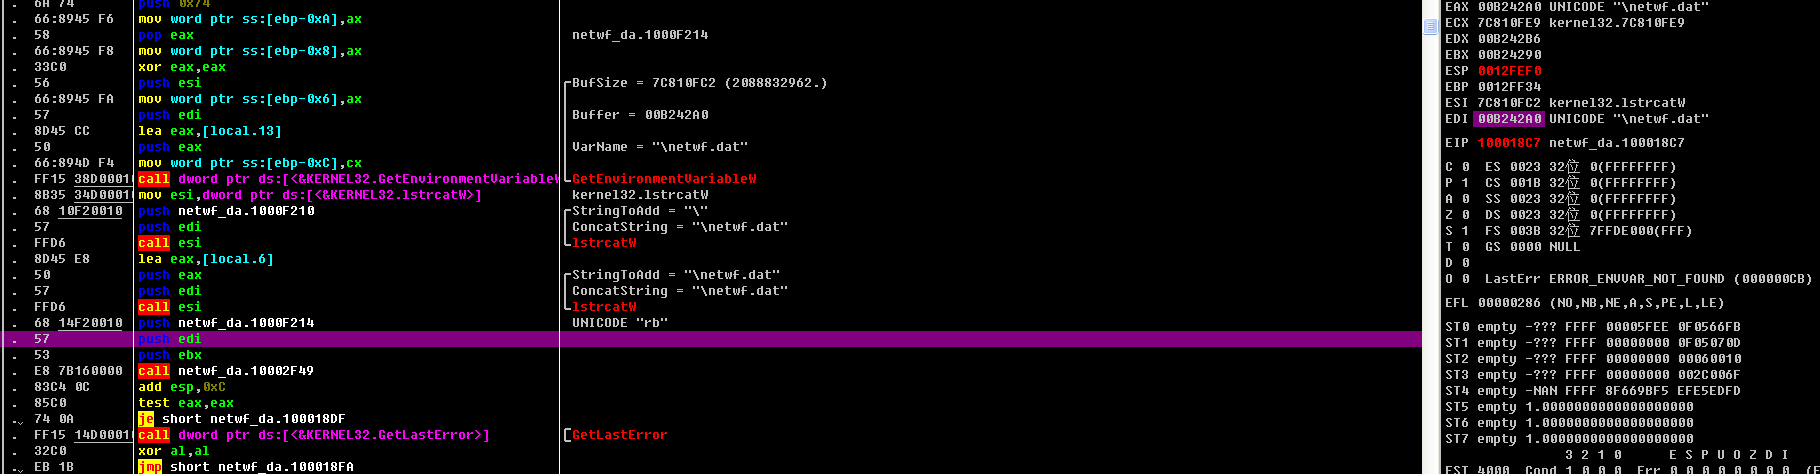 . 6A 74 push 0x74
. 66:8945 F6 mov word ptr ss:[ebp-0xA],ax
. 58 pop eax netwf_da.1000F214
. 66:8945 F8 mov word ptr ss:[ebp-0x8],ax
. 33C0 xor eax,eax
. 56 push esi BufSize = 7C810FC2 (2088832962.)
. 66:8945 FA mov word ptr ss:[ebp-0x6],ax
. 57 push edi Buffer = 00B242A0
. 8D45 CC lea eax,[local.13]
. 50 push eax VarName = "\netwf.dat"
. 66:894D F4 mov word ptr ss:[ebp-0xC],cx
. FF15 38D00010 call dword ptr ds:[<&KERNEL32.GetEnvironmentVariableW GetEnvironmentVariableW
. 8B35 34D00010 mov esi,dword ptr ds:[<&KERNEL32.lstrcatW>] kernel32.lstrcatW
. 68 10F20010 push netwf_da.1000F210 StringToAdd = "\"
. 57 push edi ConcatString = "\netwf.dat"
. FFD6 call esi lstrcatW
. 8D45 E8 lea eax,[local.6]
. 50 push eax StringToAdd = "\netwf.dat"
. 57 push edi ConcatString = "\netwf.dat"
. FFD6 call esi lstrcatW
. 68 14F20010 push netwf_da.1000F214 UNICODE "rb"
. 57 push edi
. 53 push ebx
. E8 7B160000 call netwf_da.10002F49
. 83C4 0C add esp,0xC
. 85C0 test eax,eax
. 74 0A je short netwf_da.100018DF
. FF15 14D00010 call dword ptr ds:[<&KERNEL32.GetLastError>] GetLastError
. 32C0 xor al,al
. EB 1B jmp short netwf_da.100018FA
EAX 00B242A0 UNICODE "\netwf.dat"
ECX 7C810FE9 kernel32.7C810FE9
EDX 00B242B6
EBX 00B24290
ESP 0012FEF0
EBP 0012FF34
ESI 7C810FC2 kernel32.lstrcatW
EDI 00B242A0 UNICODE "\netwf.dat"
EIP 100018C7 netwf_da.100018C7
C 0 ES 0023 32位 0(FFFFFFFF)
P 1 CS 001B 32位 0(FFFFFFFF)
A 0 SS 0023 32位 0(FFFFFFFF)
Z 0 DS 0023 32位 0(FFFFFFFF)
S 1 FS 003B 32位 7FFDE000(FFF)
T 0 GS 0000 NULL
D 0
O 0 LastErr ERROR_ENVVAR_NOT_FOUND (000000CB)
EFL 00000286 (NO,NB,NE,A,S,PE,L,LE)
ST0 empty -??? FFFF 00005FEE 0F0566FB
ST1 empty -??? FFFF 00000000 0F05070D
ST2 empty -??? FFFF 00000000 00060010
ST3 empty -??? FFFF 00000000 002C006F
ST4 empty -NAN FFFF 8F669BF5 EFE5EDFD
ST5 empty 1.0000000000000000000
ST6 empty 1.0000000000000000000
ST7 empty 1.0000000000000000000
3 2 1 0 E S P U O Z D I
FST 4000 Cond 1 0 0 0 Err 0 0 0 0 0 0 0 0